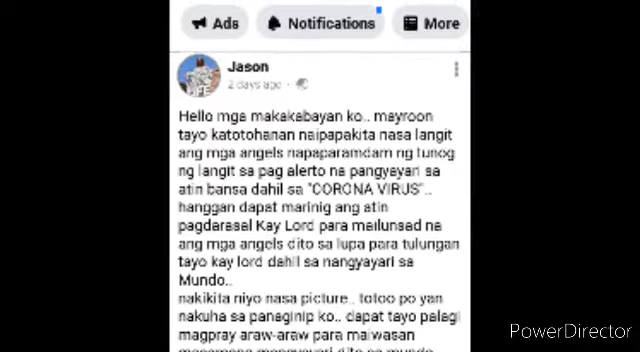 Ads
Notifications
More
Jason
2 days ago
Hello mga makakabayan ko.. mayroon
tayo katotohanan naipapakita nasa langit
ang mga angels napaparamdam ng tunog
ng langit sa pag alerto na pangyayari sa
atin bansa dahil sa "CORONA VIRUS"..
hanggan dapat marinig ang atin
pagdarasal Kay Lord para mailunsad na
ang mga angels dito sa lupa para tulungan
tayo kay lord dahil sa nangyayari sa
Mundo..
nakikita niyo nasa picture.. totoo po yan
nakuha sa panaginip ko.. dapat tayo palagi
magpray araw-araw para maiwasan
PowerDirector